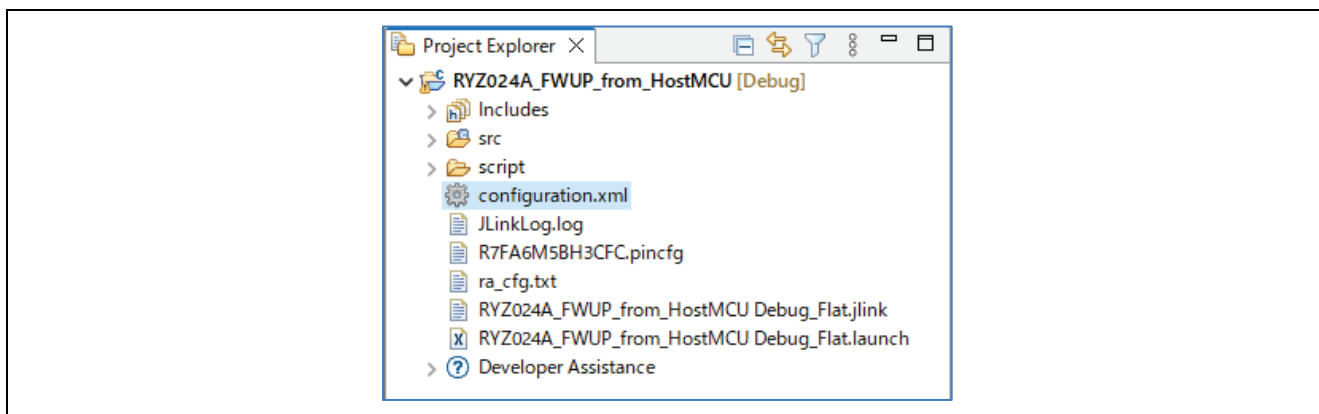 Project Explorer
RYZ024A_FWUP_from_HostMCU [Debug]
Includes
src
script
configuration.xml
JLinkLog.log
R7FA6M5BH3CFC.pincfg
ra_cfg.txt
RYZ024A_FWUP_from_HostMCU Debug_Flat.jlink
RYZ024A_FWUP_from_HostMCU Debug_Flat.launch
Developer Assistance